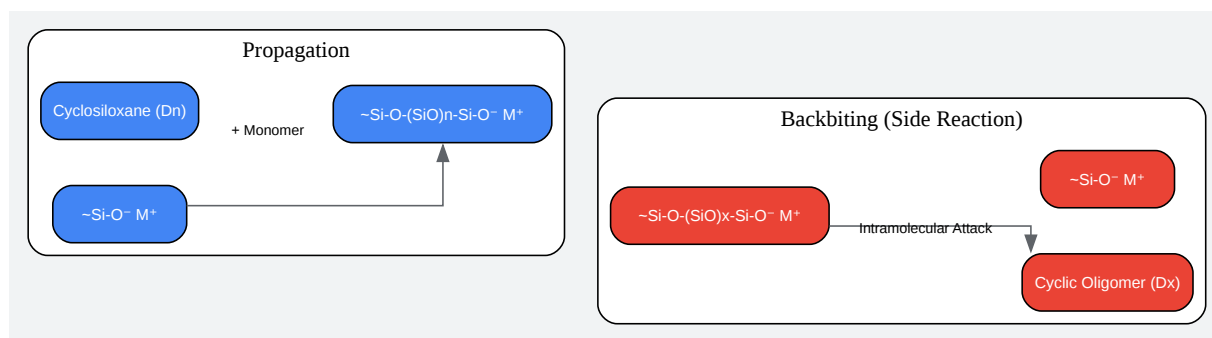 Propagation
Cyclosiloxane (Dn)
+ Monomer
~Si-O-(SiO)n-Si-O⁻ M⁺
~Si-O⁻ M⁺
Backbiting (Side Reaction)
~Si-O-(SiO)x-Si-O⁻ M⁺
Intramolecular Attack
~Si-O⁻ M⁺
Cyclic Oligomer (Dx)